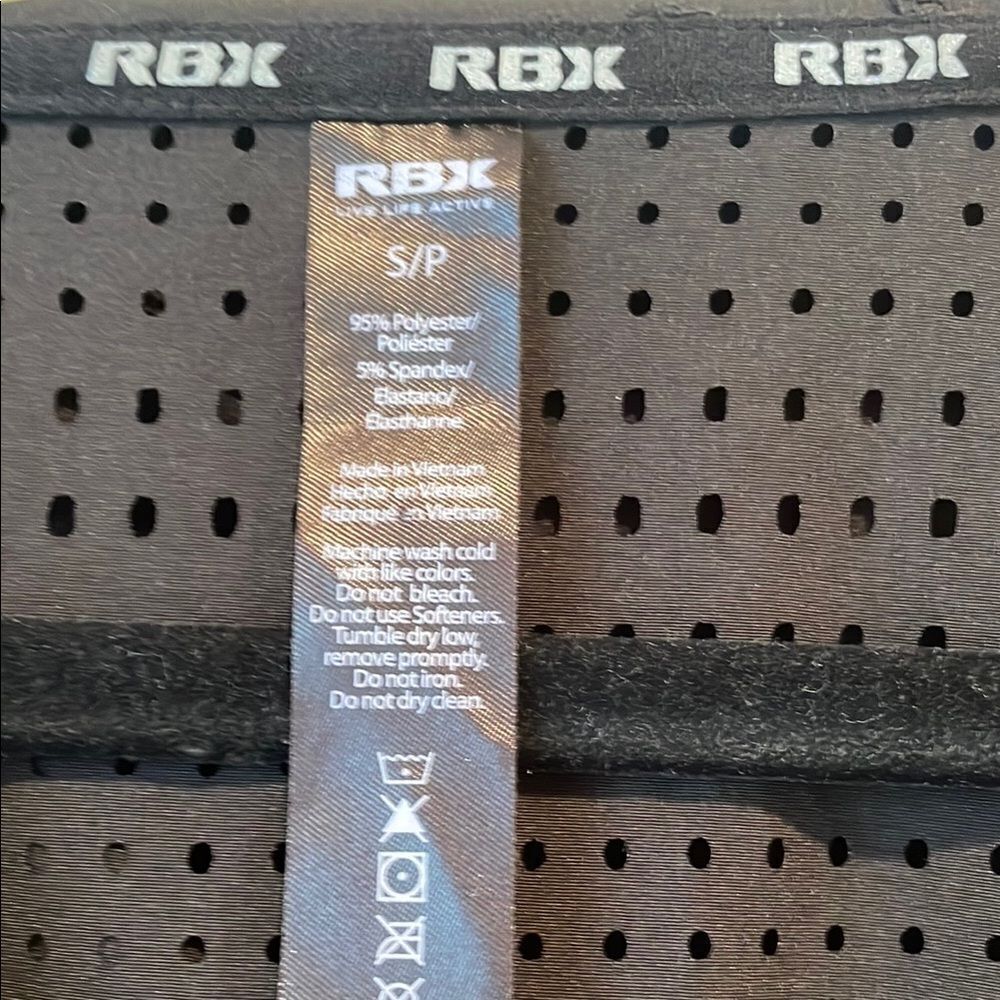 RBX RBX RBX
RBX
LIVE LIFE ACTIVE
S/P
95% Polyester/
Poliéster
5% Spandex/
Elastano/
Elasthanne
Made in Vietnam
Hecho en Vietnam
Fabriqué en Vietnam
Machine wash cold
with like colors.
Do not bleach.
Do not use Softeners.
Tumble dry low,
remove promptly.
Do not iron.
Do not dry clean.